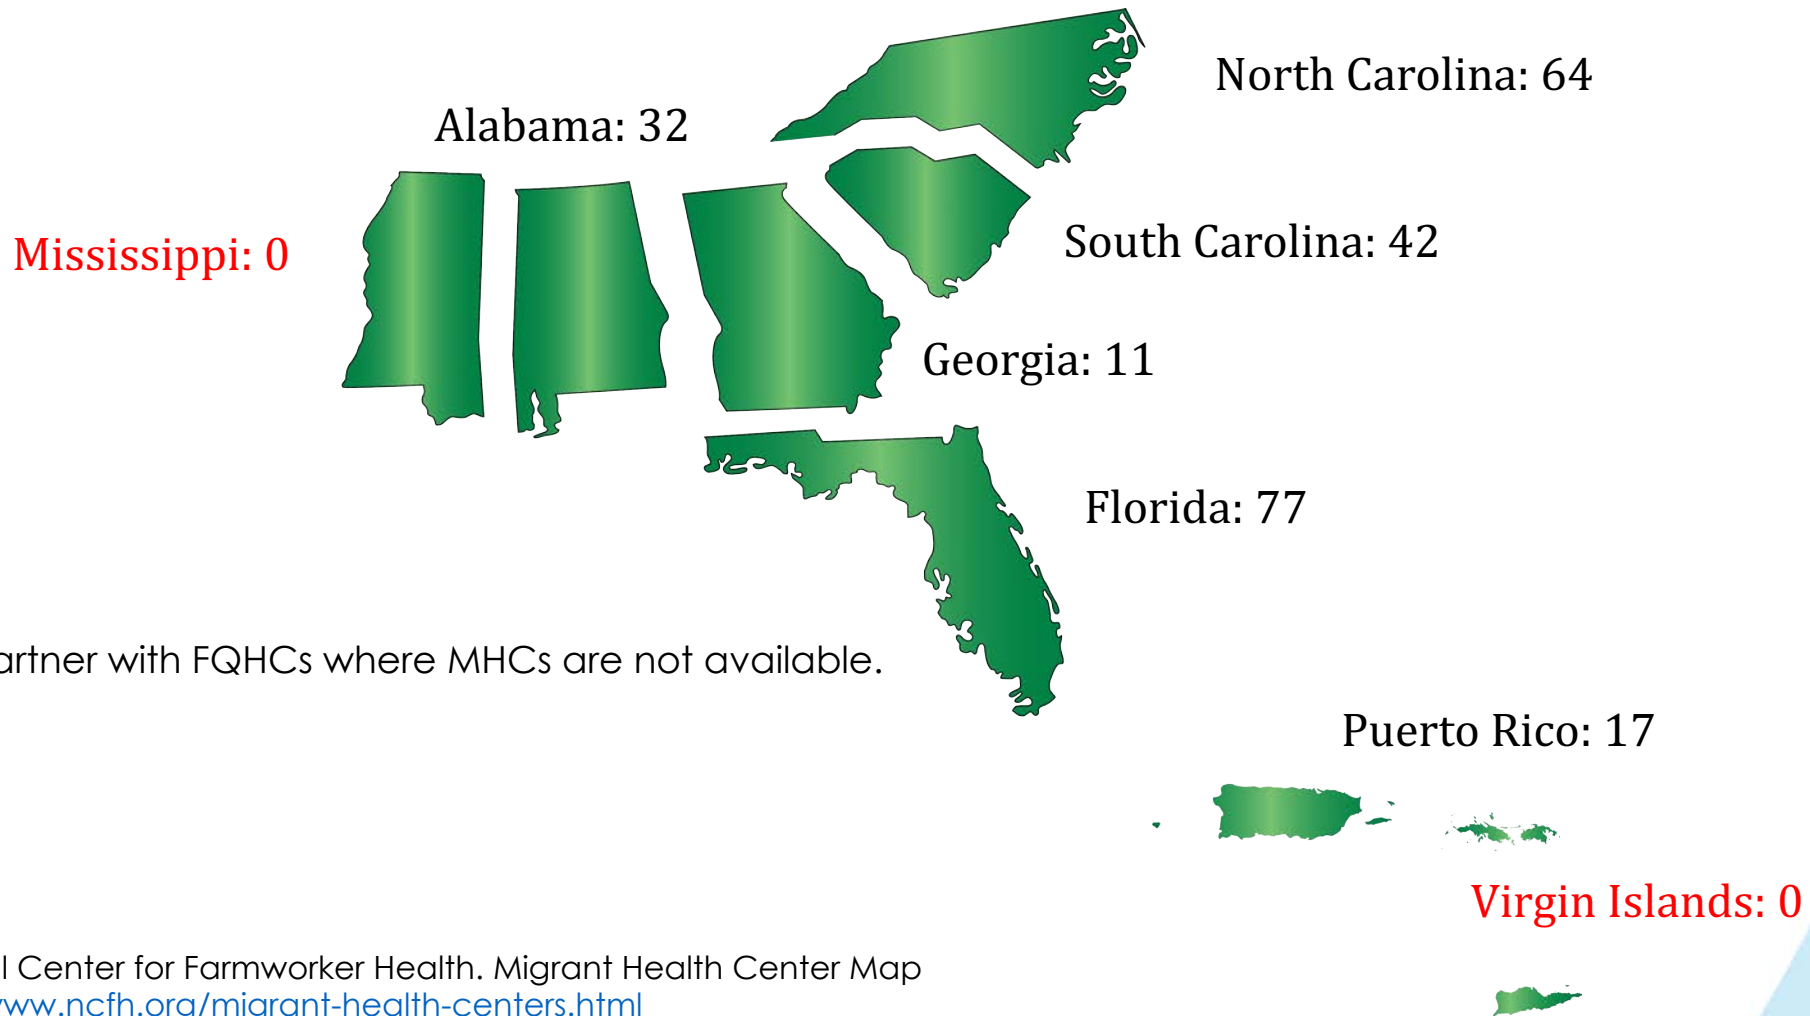 North Carolina: 64
Alabama: 32
Mississippi: 0
South Carolina: 42
Georgia: 11
Florida: 77
with FQHCs where MHCs are not available.
Puerto Rico: 17
Virgin Islands: 0
Center for Farmworker Health. Migrant Health Center Map
www.ncfh.org/migrant-health-centers.html